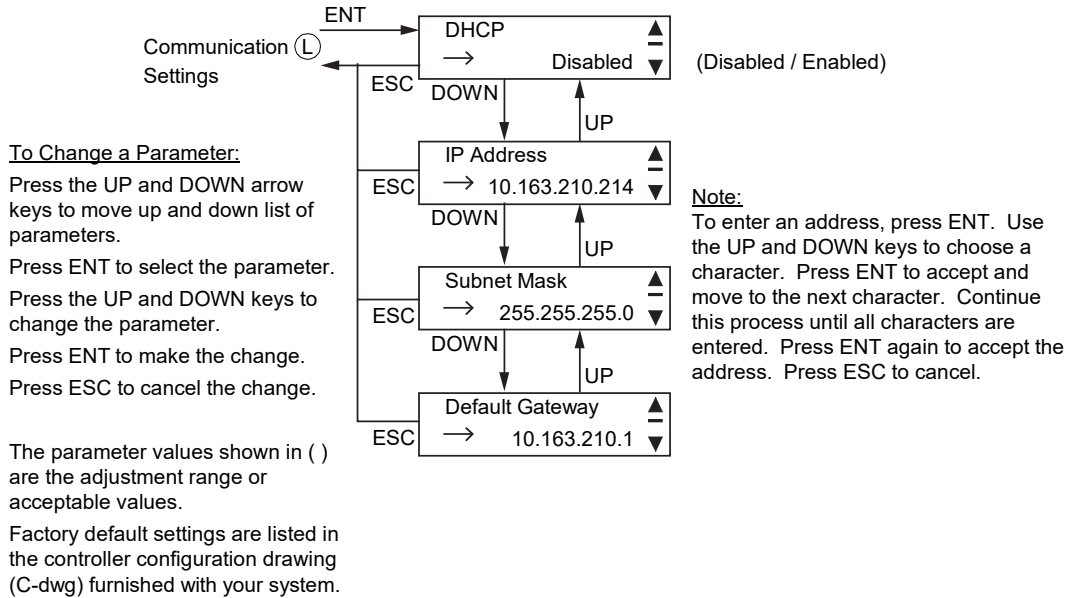 ENT
Communication (L)
Settings
DHCP
→ Disabled
(Disabled / Enabled)
ESC
DOWN
UP
To Change a Parameter:
Press the UP and DOWN arrow
keys to move up and down list of
parameters.
Press ENT to select the parameter.
Press the UP and DOWN keys to
change the parameter.
Press ENT to make the change.
Press ESC to cancel the change.
The parameter values shown in ( )
are the adjustment range or
acceptable values.
Factory default settings are listed in
the controller configuration drawing
(C-dwg) furnished with your system.
IP Address
→ 10.163.210.214
ESC
DOWN
UP
Subnet Mask
→ 255.255.255.0
ESC
DOWN
UP
Default Gateway
→ 10.163.210.1
ESC
Note:
To enter an address, press ENT. Use
the UP and DOWN keys to choose a
character. Press ENT to accept and
move to the next character. Continue
this process until all characters are
entered. Press ENT again to accept the
address. Press ESC to cancel.